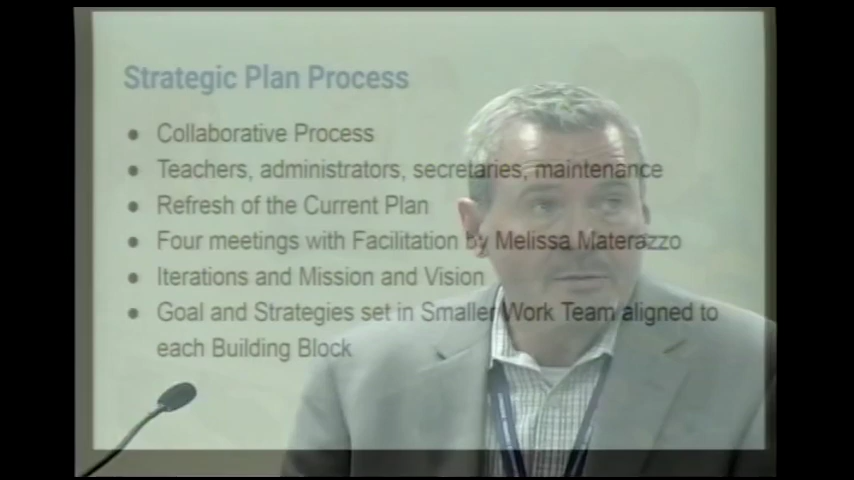 Strategic Plan Process
● Collaborative Process
● Teachers, administrators, secretaries, maintenance
● Refresh of the Current Plan
● Four meetings with Facilitation by Melissa Materazzo
● Iterations and Mission and Vision
● Goal and Strategies set in Smaller Work Team aligned to
each Building Block